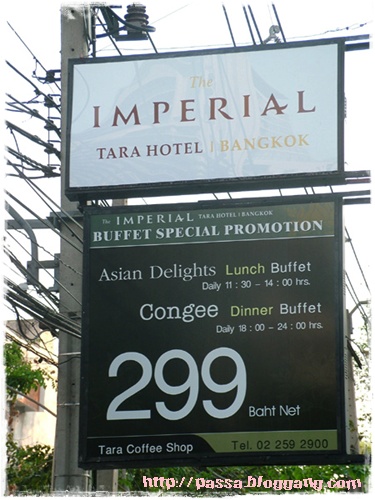 The
IMPERIAL
TARA HOTEL | BANGKOK
The IMPERIAL TARA HOTEL | BANGKOK
BUFFET SPECIAL PROMOTION
Asian Delights Lunch Buffet
Daily 11 : 30 - 14 : 00 hrs.
Congee Dinner Buffet
Daily 18 : 00 - 24 : 00 hrs.
299 Baht Net
Tara Coffee Shop Tel. 02 259 2900
http://passa.bloggang.com